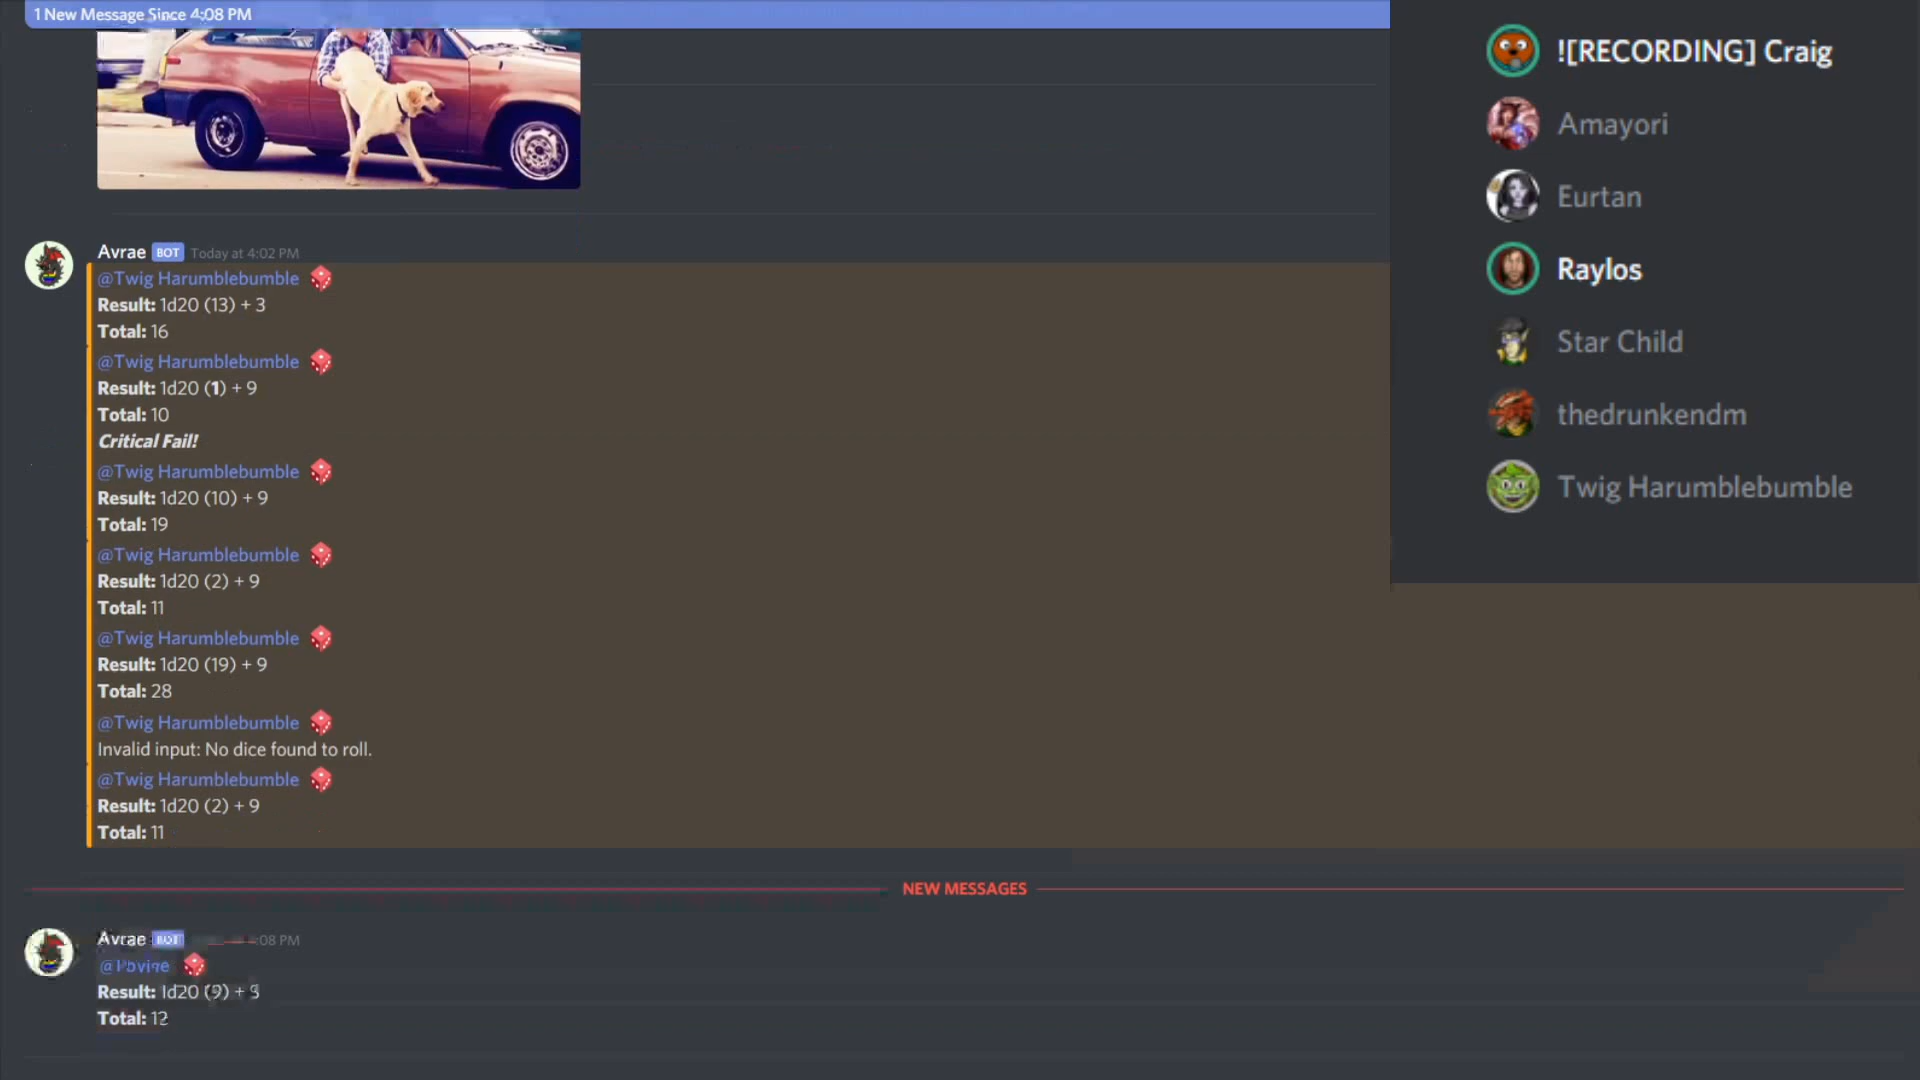 1 New Message Since 4:08 PM
Avrae BOT Today at 4:02 PM
@Twig Harumblebumble
Result: 1d20 (13) + 3
Total: 16
@Twig Harumblebumble
Result: 1d20 (1) + 9
Total: 10
Critical Fail!
@Twig Harumblebumble
Result: 1d20 (10) + 9
Total: 19
@Twig Harumblebumble
Result: 1d20 (2) + 9
Total: 11
@Twig Harumblebumble
Result: 1d20 (19) + 9
Total: 28
@Twig Harumblebumble
Invalid input: No dice found to roll.
@Twig Harumblebumble
Result: 1d20 (2) + 9
Total: 11
NEW MESSAGES
Avrae BOT :08 PM
Result: 1d20 (9) +
Total: 12
![RECORDING] Craig
Amayori
Eurtan
Raylos
Star Child
thedrunkendm
Twig Harumblebumble